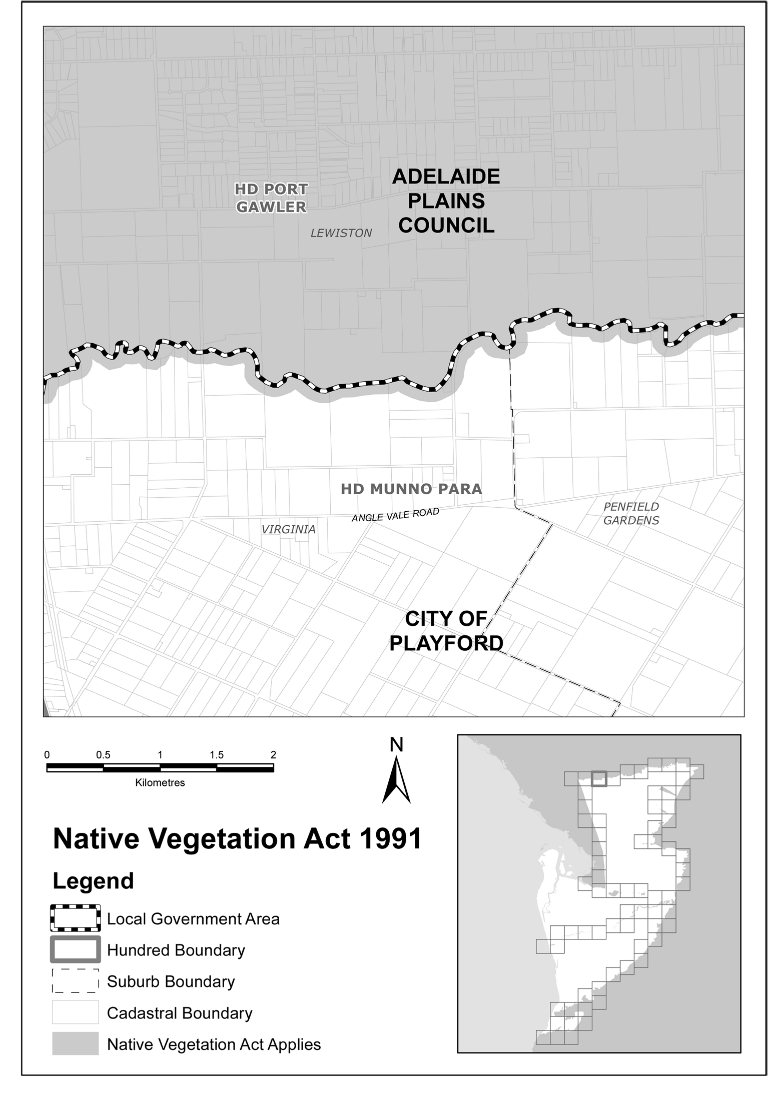 ADELAIDE
PLAINS
COUNCIL
HD PORT
GAWLER
LEWISTON
HD MUNNO PARA
ANGLE VALE ROAD
VIRGINIA
PENFIELD
GARDENS
CITY OF
PLAYFORD
0 0.5 1 1.5 2
Kilometres
N
Native Vegetation Act 1991
Legend
Local Government Area
Hundred Boundary
Suburb Boundary
Cadastral Boundary
Native Vegetation Act Applies